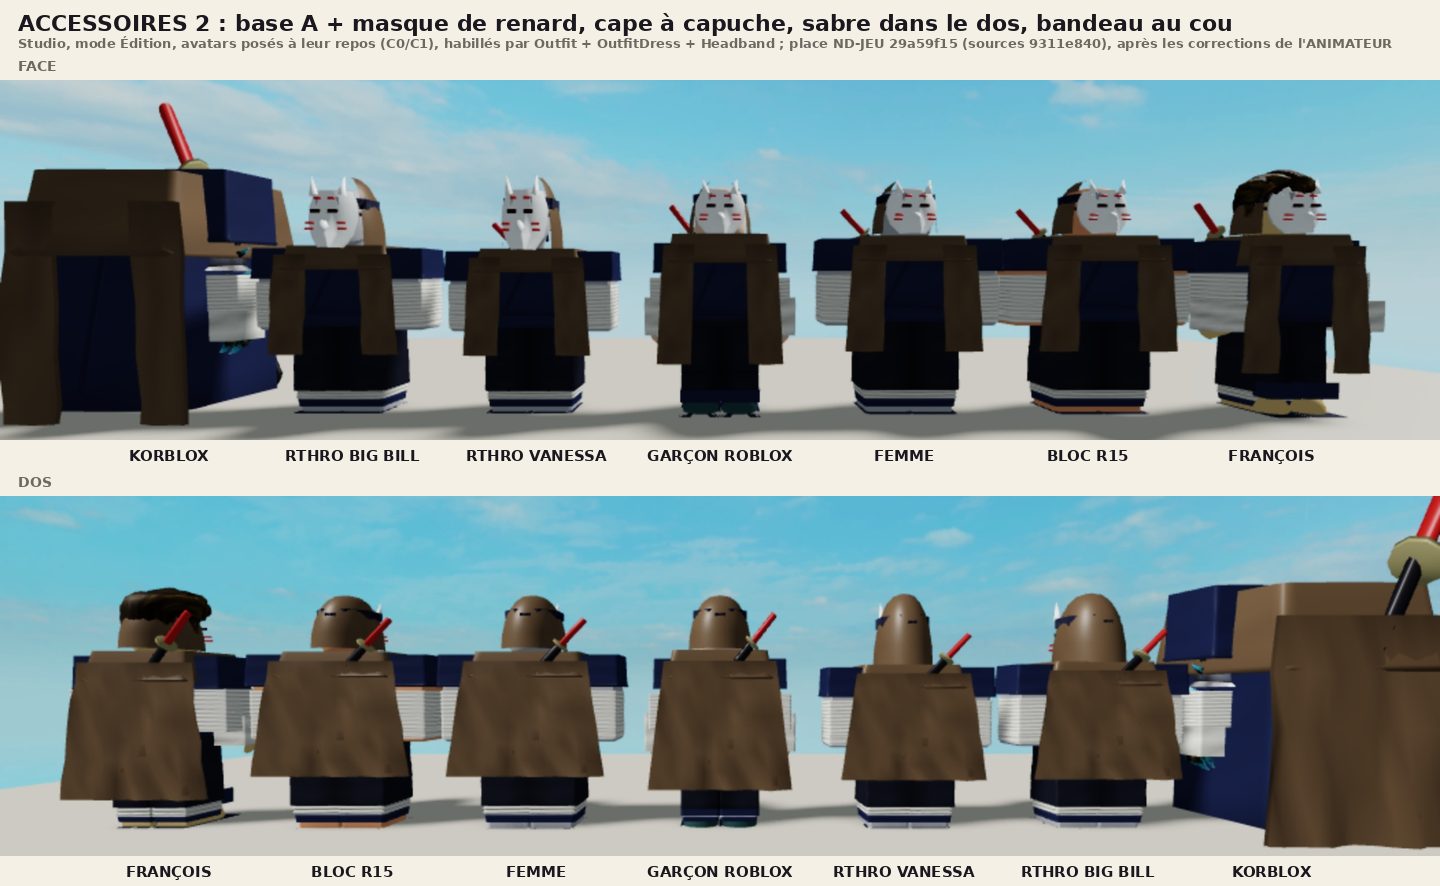 ACCESSOIRES 2 : base A + masque de renard, cape à capuche, sabre dans le dos, bandeau au cou
Studio, mode Édition, avatars posés à leur repos (C0/C1), habillés par Outfit + OutfitDress + Headband ; place ND-JEU 29a59f15 (sources 9311e840), après les corrections de l'ANIMATEUR
FACE
KORBLOX RTHRO BIG BILL RTHRO VANESSA GARÇON ROBLOX FEMME BLOC R15 FRANÇOIS
DOS
FRANÇOIS BLOC R15 FEMME GARÇON ROBLOX RTHRO VANESSA RTHRO BIG BILL KORBLOX